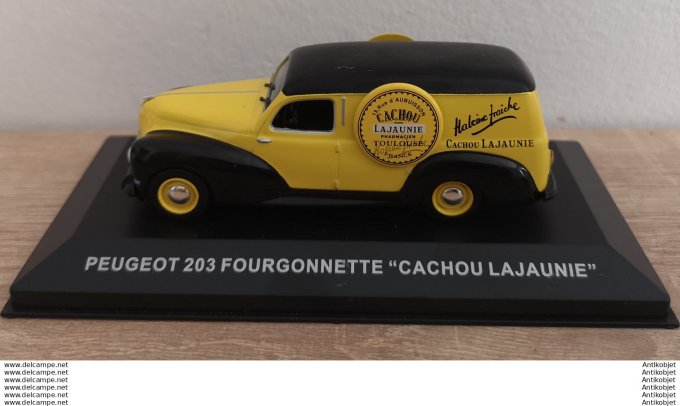 15 Rue d'AUBUISSON
CACHOU
LAJAUNIE
PHARMACIEN
TOULOUSE
FRANCE
Haleine fraîche
CACHOU LAJAUNIE
PEUGEOT 203 FOURGONNETTE "CACHOU LAJAUNIE"
www.delcampe.net
www.delcampe.net
www.delcampe.net
www.delcampe.net
www.delcampe.net
Antikobjet
Antikobjet
Antikobjet
Antikobjet
Antikobjet